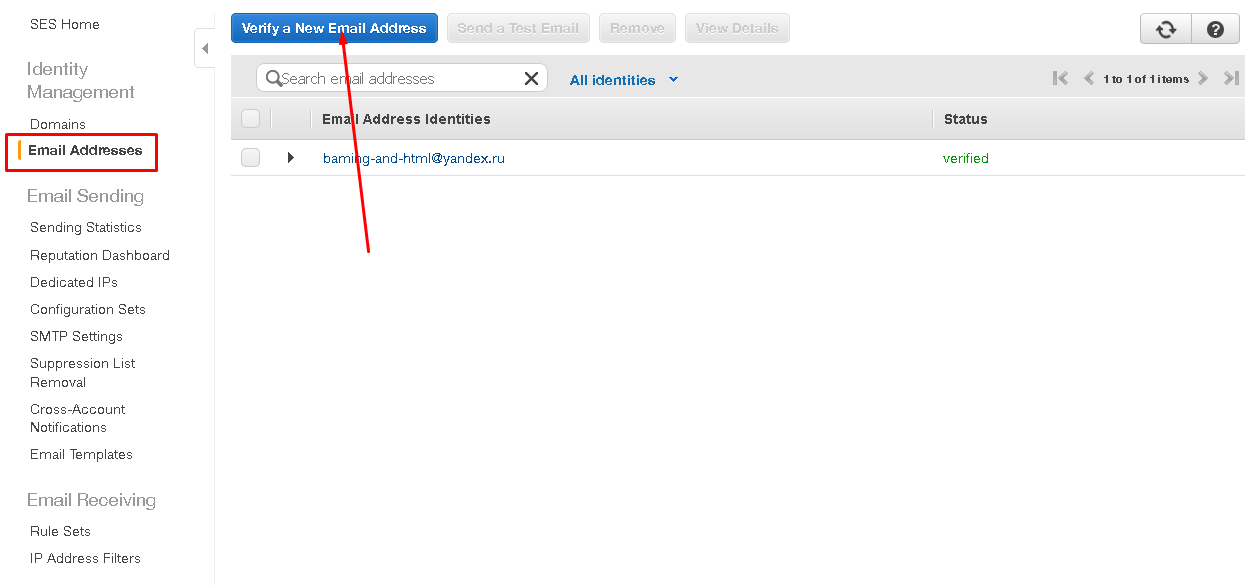 SES Home
Identity
Management
Domains
Email Addresses
Email Sending
Sending Statistics
Reputation Dashboard
Dedicated IPs
Configuration Sets
SMTP Settings
Suppression List
Removal
Cross-Account
Notifications
Email Templates
Email Receiving
Rule Sets
IP Address Filters
Verify a New Email Address
Send a Test Email
Remove
View Details
Search email addresses
All identities
1 to 1 of 1 items
Email Address Identities
Status
baming-and-html@yandex.ru
verified